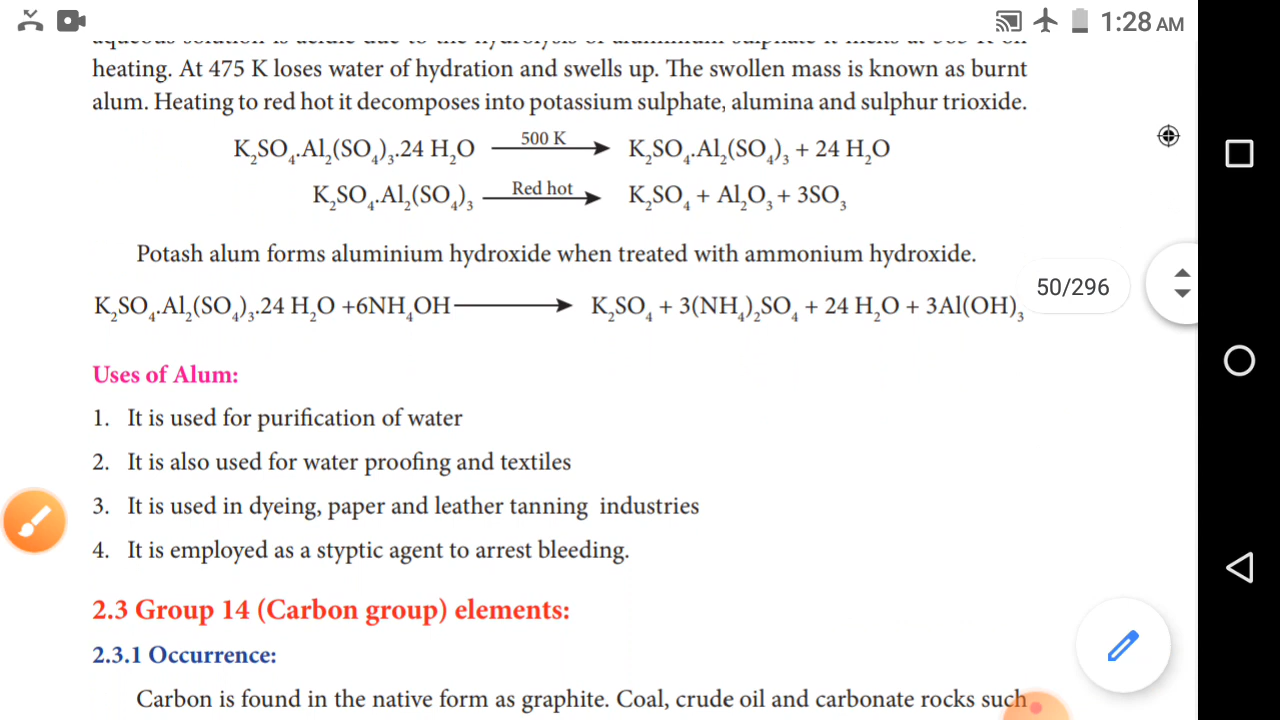 1:28 AM
heating. At 475 K loses water of hydration and swells up. The swollen mass is known as burnt
alum. Heating to red hot it decomposes into potassium sulphate, alumina and sulphur trioxide.
K₂SO₄.Al₂(SO₄)₃.24 H₂O 500 K K₂SO₄.Al₂(SO₄)₃ + 24 H₂O
K₂SO₄.Al₂(SO₄)₃ Red hot K₂SO₄ + Al₂O₃ + 3SO₃
Potash alum forms aluminium hydroxide when treated with ammonium hydroxide.
50/296
K₂SO₄.Al₂(SO₄)₃.24 H₂O +6NH₄OH K₂SO₄ + 3(NH₄)₂SO₄ + 24 H₂O + 3Al(OH)₃
Uses of Alum:
1. It is used for purification of water
2. It is also used for water proofing and textiles
3. It is used in dyeing, paper and leather tanning industries
4. It is employed as a styptic agent to arrest bleeding.
2.3 Group 14 (Carbon group) elements:
2.3.1 Occurrence:
Carbon is found in the native form as graphite. Coal, crude oil and carbonate rocks such